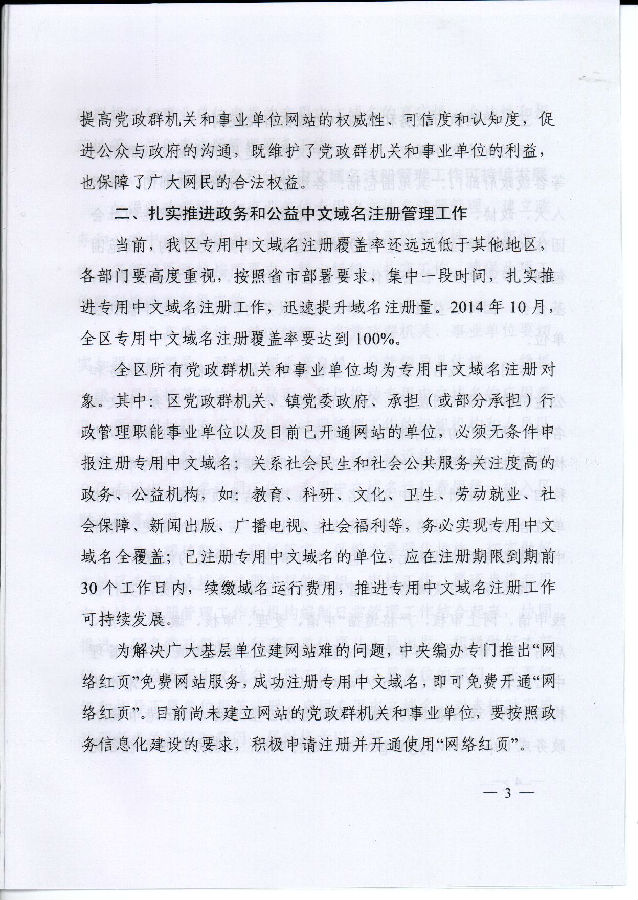 提高党政群机关和事业单位网站的权威性、可信度和认知度，促
进公众与政府的沟通，既维护了党政群机关和事业单位的利益，
也保障了广大网民的合法权益。
二、扎实推进政务和公益中文域名注册管理工作
当前，我区专用中文域名注册覆盖率还远远低于其他地区，
各部门要高度重视，按照省市部署要求，集中一段时间，扎实推
进专用中文域名注册工作，迅速提升域名注册量。2014年10月，
全区专用中文域名注册覆盖率要达到100%。
全区所有党政群机关和事业单位均为专用中文域名注册对
象。其中：区党政群机关、镇党委政府、承担（或部分承担）行
政管理职能事业单位以及目前已开通网站的单位，必须无条件申
报注册专用中文域名；关系社会民生和社会公共服务关注度高的
政务、公益机构，如：教育、科研、文化、卫生、劳动就业、社
会保障、新闻出版、广播电视、社会福利等，务必实现专用中文
域名全覆盖；已注册专用中文域名的单位，应在注册期限到期前
30个工作日内，续缴域名运行费用，推进专用中文域名注册工作
可持续发展。
为解决广大基层单位建网站难的问题，中央编办专门推出“网
络红页”免费网站服务，成功注册专用中文域名，即可免费开通“网
络红页”。目前尚未建立网站的党政群机关和事业单位，要按照政
务信息化建设的要求，积极申请注册并开通使用“网络红页”。
— 3 —